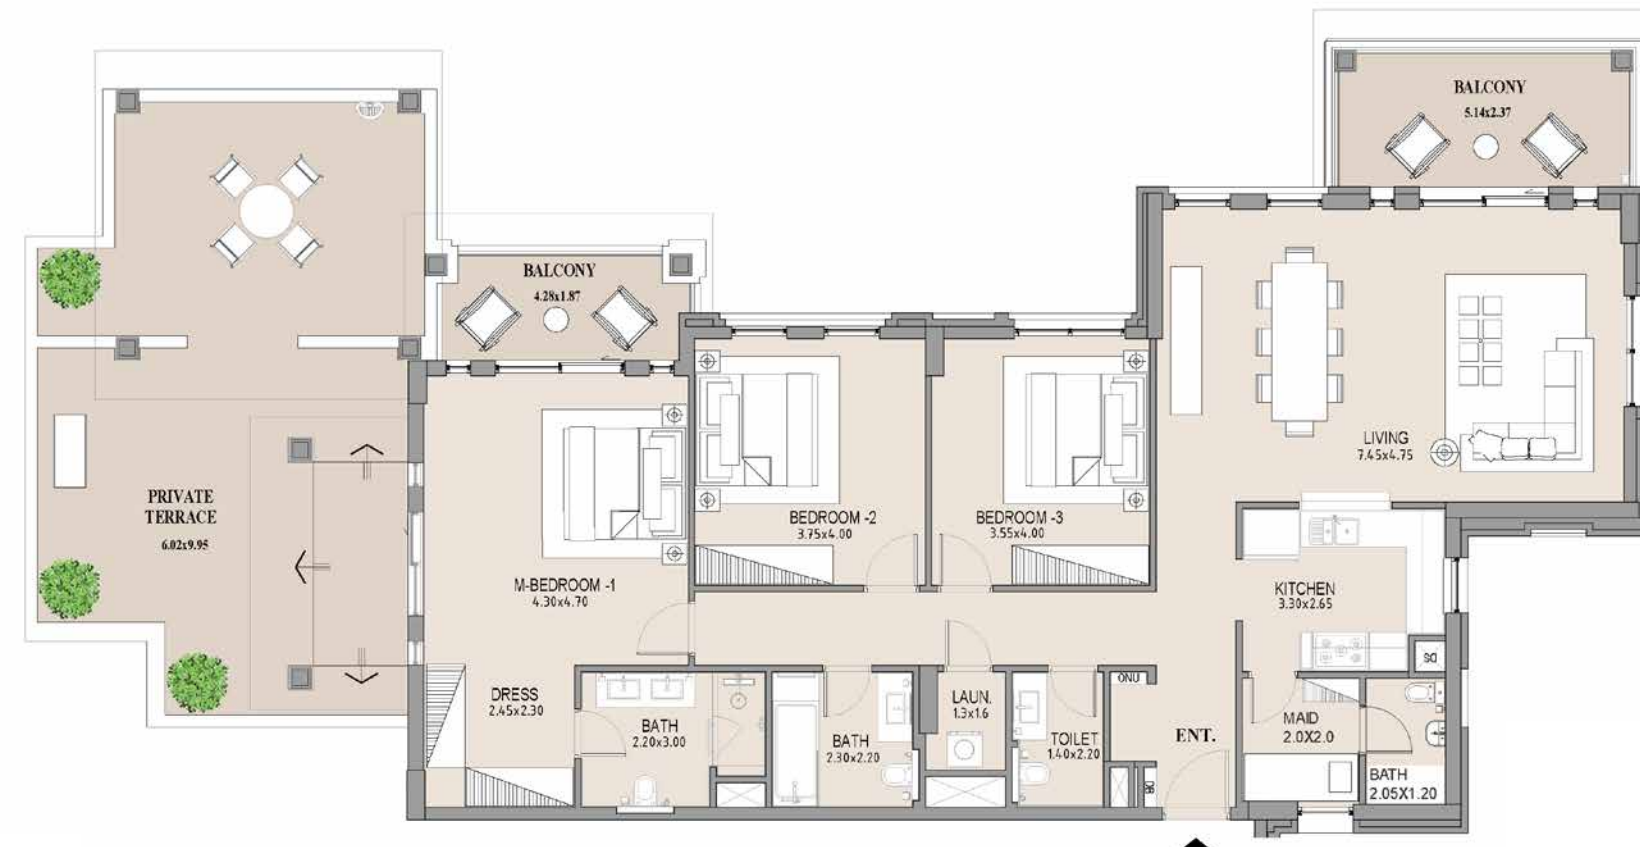 BALCONY
5.14x2.37
BALCONY
4.28x1.87
LIVING
7.45x4.75
PRIVATE
TERRACE
6.02x9.95
BEDROOM -2
3.75x4.00
BEDROOM -3
3.55x4.00
M-BEDROOM -1
4.30x4.70
KITCHEN
3.30x2.65
DS
DRESS
2.45x2.30
BATH
2.20x3.00
BATH
2.30x2.20
LAUN.
1.3x1.6
TOILET
1.40x2.20
ONU
ENT.
DB
MAID
2.0X2.0
BATH
2.05X1.20